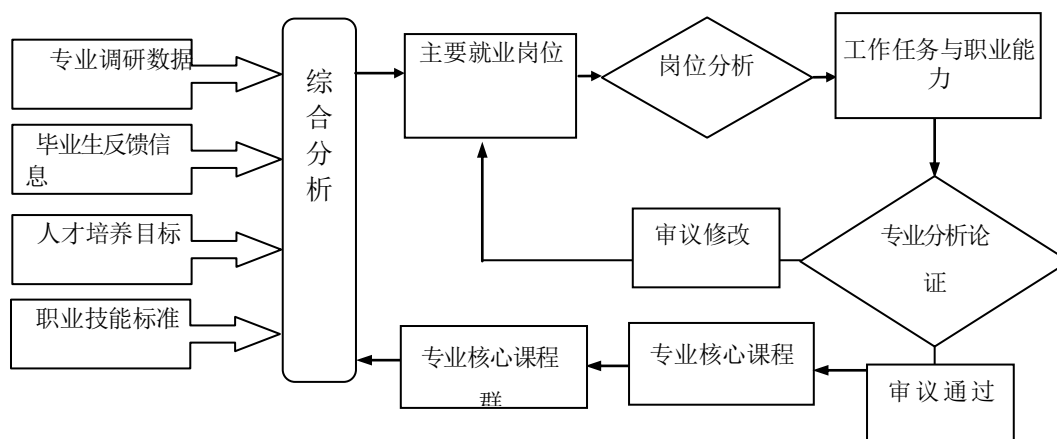 专业调研数据
毕业生反馈信
息
人才培养目标
职业技能标准
综
合
分
析
主要就业岗位
岗位分析
工作任务与职业能
力
审议修改
专业分析论
证
专业核心课程
群
专业核心课程
审议通过